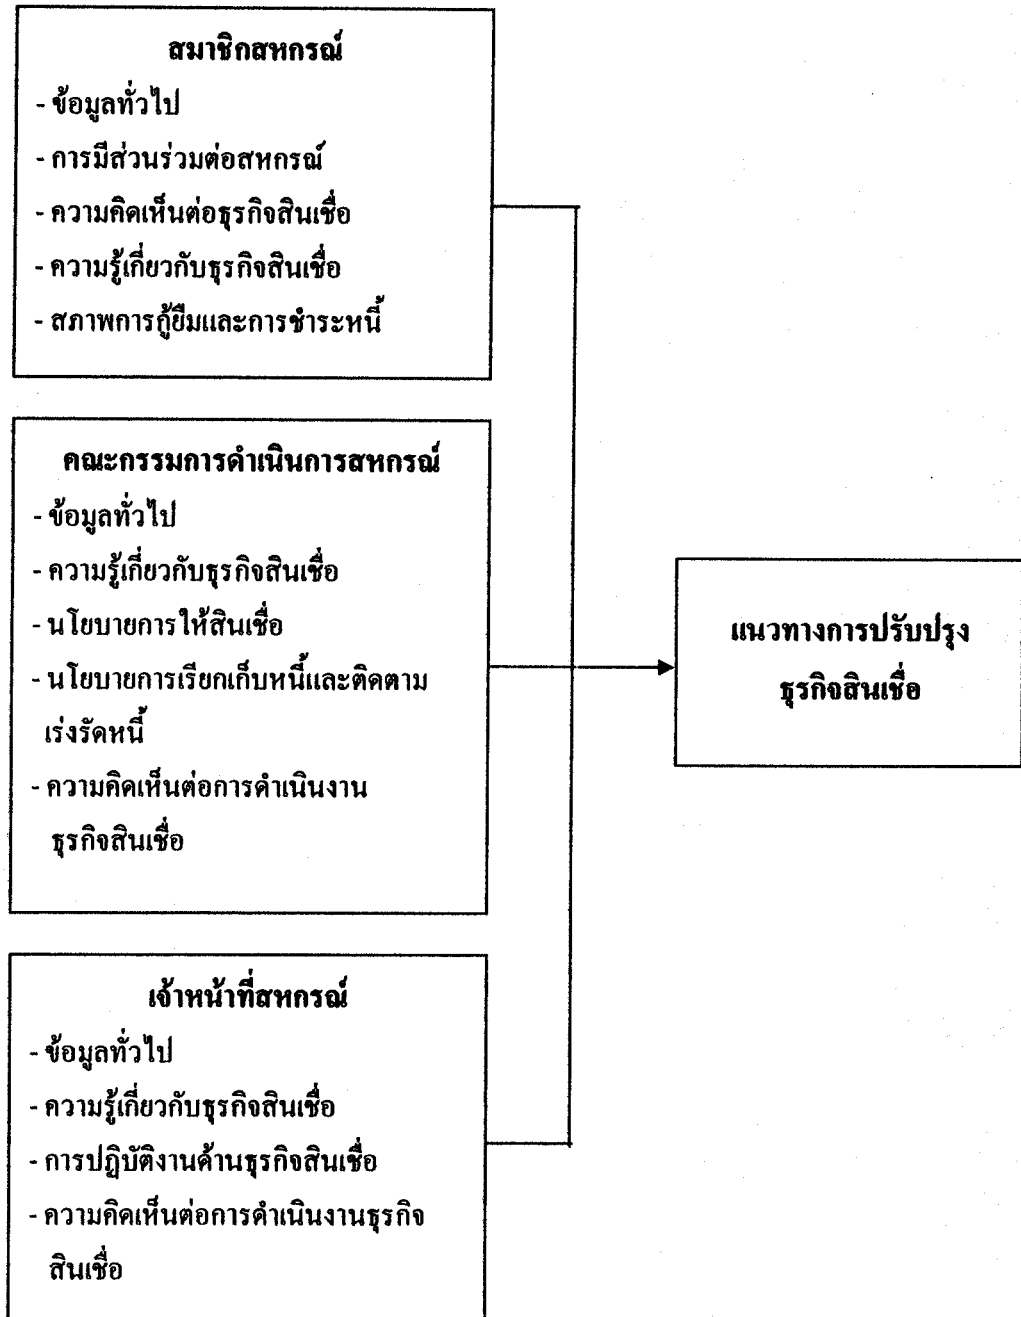 สมาชิกสหกรณ์
- ข้อมูลทั่วไป
- การมีส่วนร่วมต่อสหกรณ์
- ความคิดเห็นต่อธุรกิจสินเชื่อ
- ความรู้เกี่ยวกับธุรกิจสินเชื่อ
- สภาพการกู้ยืมและการชำระหนี้
คณะกรรมการดำเนินการสหกรณ์
- ข้อมูลทั่วไป
- ความรู้เกี่ยวกับธุรกิจสินเชื่อ
- นโยบายการให้สินเชื่อ
- นโยบายการเรียกเก็บหนี้และติดตาม
เร่งรัดหนี้
- ความคิดเห็นต่อการดำเนินงาน
ธุรกิจสินเชื่อ
แนวทางการปรับปรุง
ธุรกิจสินเชื่อ
เจ้าหน้าที่สหกรณ์
- ข้อมูลทั่วไป
- ความรู้เกี่ยวกับธุรกิจสินเชื่อ
- การปฏิบัติงานด้านธุรกิจสินเชื่อ
- ความคิดเห็นต่อการดำเนินงานธุรกิจ
สินเชื่อ